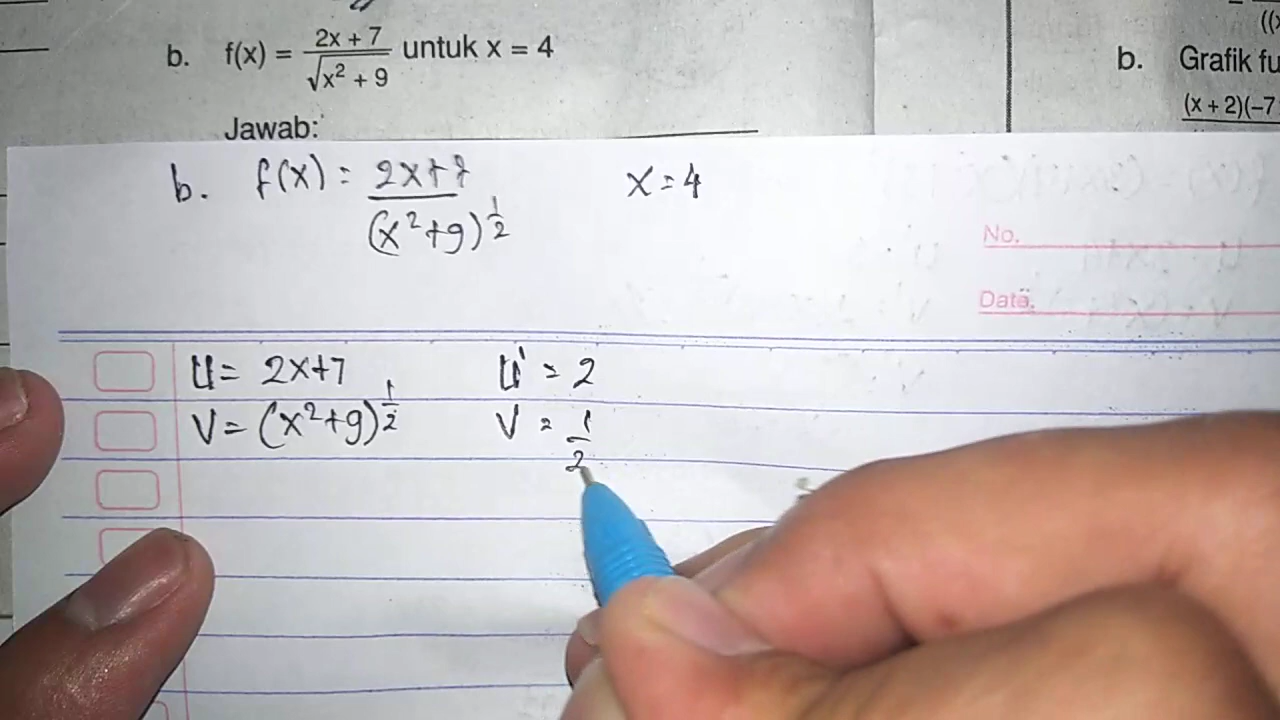 b. f(x) = (2x + 7)/√(x² + 9) untuk x = 4
Jawab:
b. f(x) = (2x+7)/(x²+9)^(1/2) x = 4
b. Grafik fu
(x + 2)(–7
No.
Date.
U = 2x+7 U' = 2
V = (x²+9)^(1/2) V = 1/2